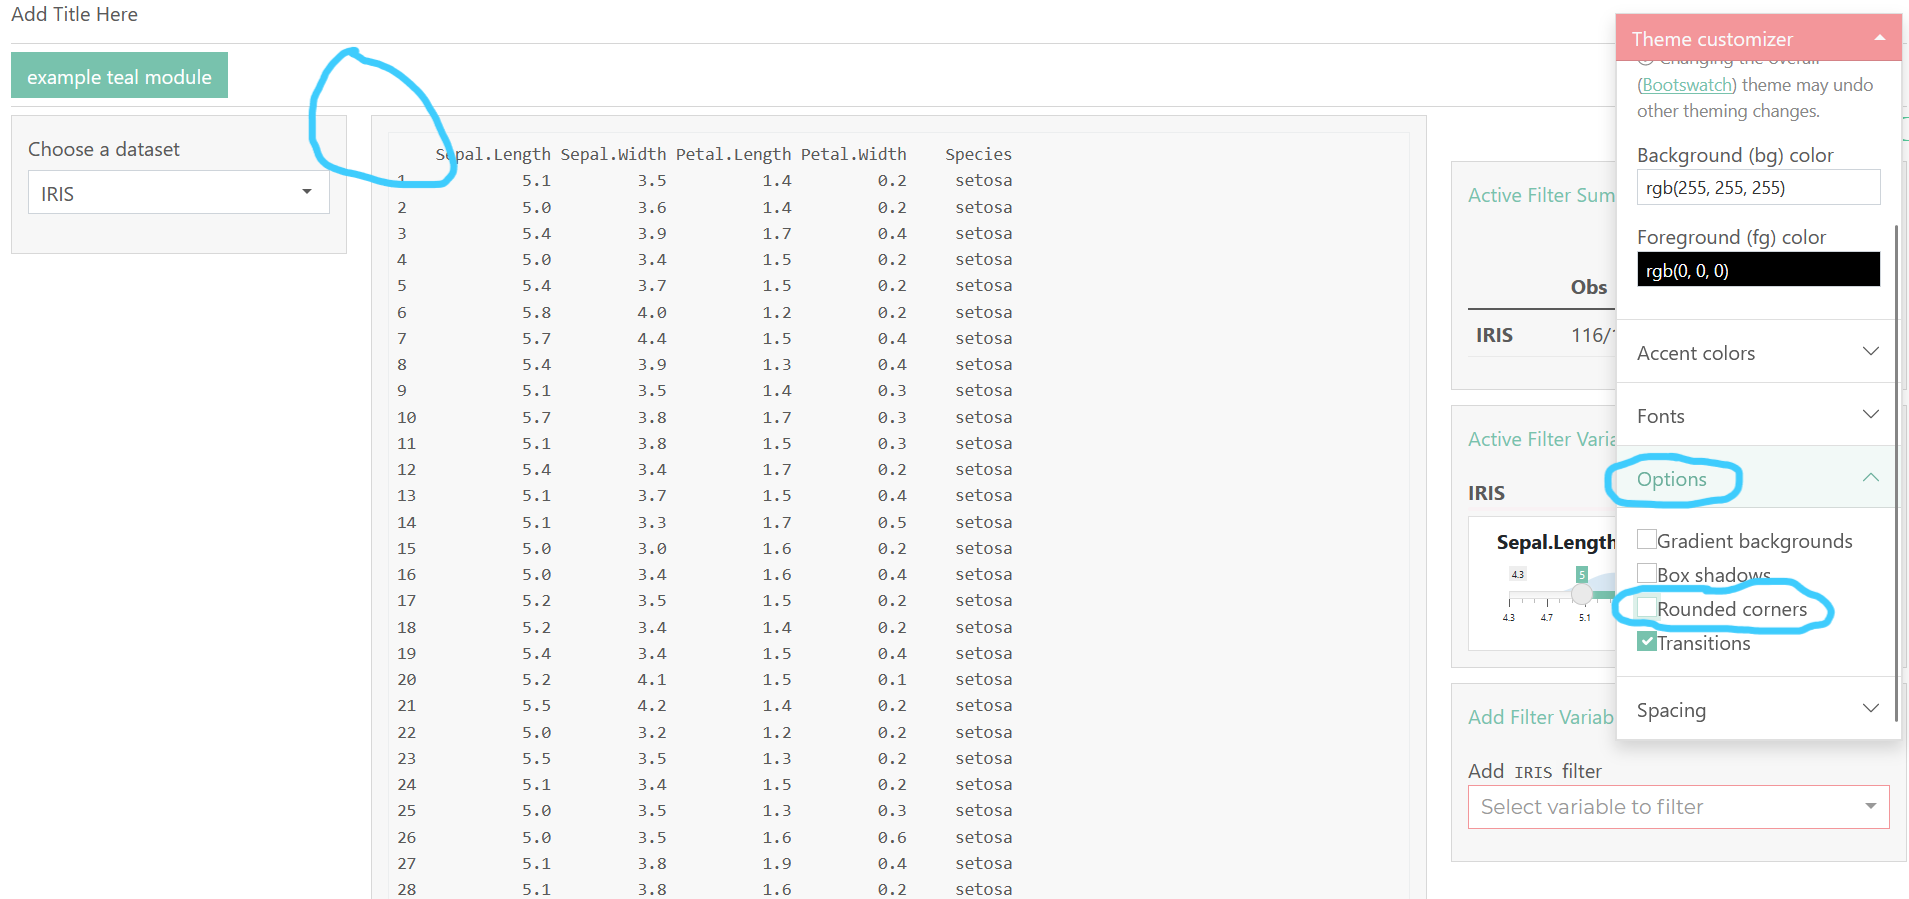 Add Title Here
example teal module
Choose a dataset
IRIS
Sepal.Length Sepal.Width Petal.Length Petal.Width Species
1 5.1 3.5 1.4 0.2 setosa
2 5.0 3.6 1.4 0.2 setosa
3 5.4 3.9 1.7 0.4 setosa
4 5.0 3.4 1.5 0.2 setosa
5 5.4 3.7 1.5 0.2 setosa
6 5.8 4.0 1.2 0.2 setosa
7 5.7 4.4 1.5 0.4 setosa
8 5.4 3.9 1.3 0.4 setosa
9 5.1 3.5 1.4 0.3 setosa
10 5.7 3.8 1.7 0.3 setosa
11 5.1 3.8 1.5 0.3 setosa
12 5.4 3.4 1.7 0.2 setosa
13 5.1 3.7 1.5 0.4 setosa
14 5.1 3.3 1.7 0.5 setosa
15 5.0 3.0 1.6 0.2 setosa
16 5.0 3.4 1.6 0.4 setosa
17 5.2 3.5 1.5 0.2 setosa
18 5.2 3.4 1.4 0.2 setosa
19 5.4 3.4 1.5 0.4 setosa
20 5.2 4.1 1.5 0.1 setosa
21 5.5 4.2 1.4 0.2 setosa
22 5.0 3.2 1.2 0.2 setosa
23 5.5 3.5 1.3 0.2 setosa
24 5.1 3.4 1.5 0.2 setosa
25 5.0 3.5 1.3 0.3 setosa
26 5.0 3.5 1.6 0.6 setosa
27 5.1 3.8 1.9 0.4 setosa
28 5.1 3.8 1.6 0.2 setosa
Active Filter Sum
Obs
IRIS 116/
Active Filter Varia
IRIS
Sepal.Length
4.3 5
4.3 4.7 5.1
Add Filter Variab
Add IRIS filter
Select variable to filter
Theme customizer
Changing the overall
(Bootswatch) theme may undo
other theming changes.
Background (bg) color
rgb(255, 255, 255)
Foreground (fg) color
rgb(0, 0, 0)
Accent colors
Fonts
Options
Gradient backgrounds
Box shadows
Rounded corners
Transitions
Spacing